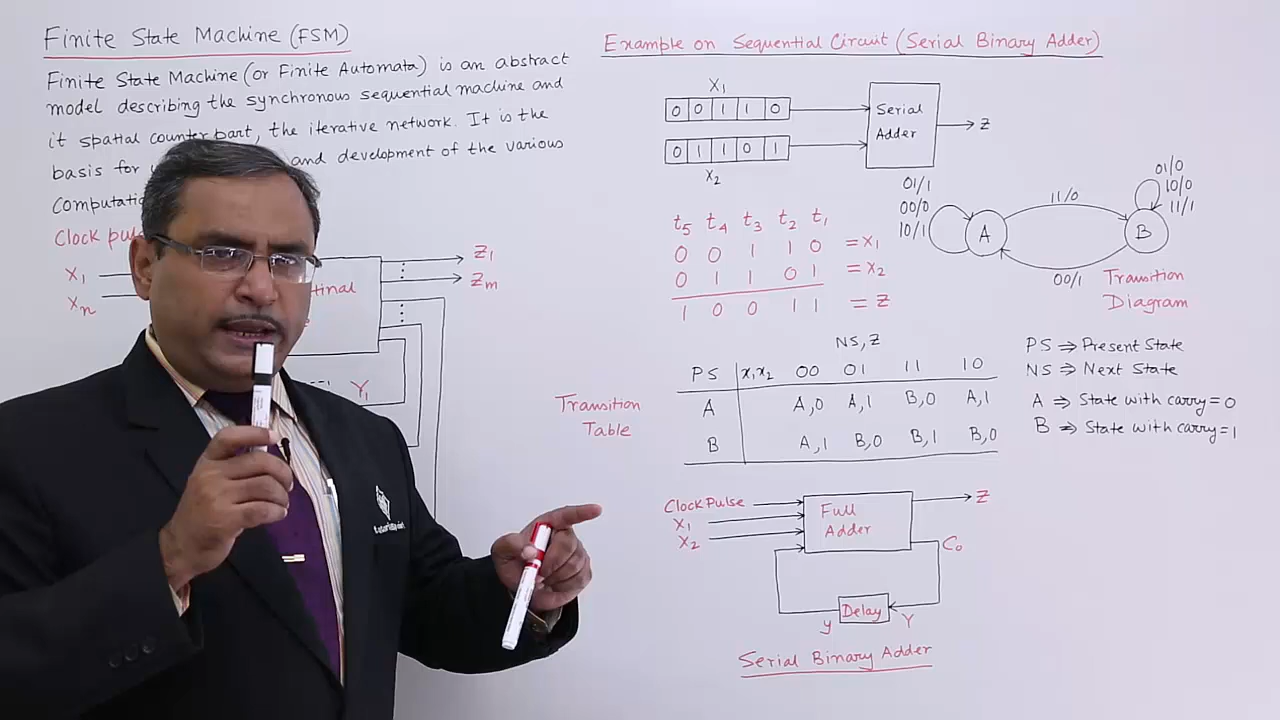 Finite State Machine (FSM)
Finite State Machine (or Finite Automata) is an abstract
model describing the synchronous sequential machine and
it spatial counter part, the iterative network. It is the
basis for and development of the various
Clock
X1
Xn
Z1
Zm
Y1
Example on Sequential Circuit (Serial Binary Adder)
X1
0 0 1 1 0
0 1 1 0 1
X2
Serial
Adder
Z
t5 t4 t3 t2 t1
0 0 1 1 0 = X1
0 1 1 0 1 = X2
1 0 0 1 1 = Z
01/1
00/0
10/1
A
11/0
B
01/0
10/0
11/1
00/1
Transition
Diagram
Transition
Table
NS, Z
PS x1x2 00 01 11 10
A A,0 A,1 B,0 A,1
B A,1 B,0 B,1 B,0
PS ⇒ Present State
NS ⇒ Next State
A ⇒ State with carry = 0
B ⇒ State with carry = 1
Clock Pulse
X1
X2
Full
Adder
Z
C0
Delay
y
Y
Serial Binary Adder